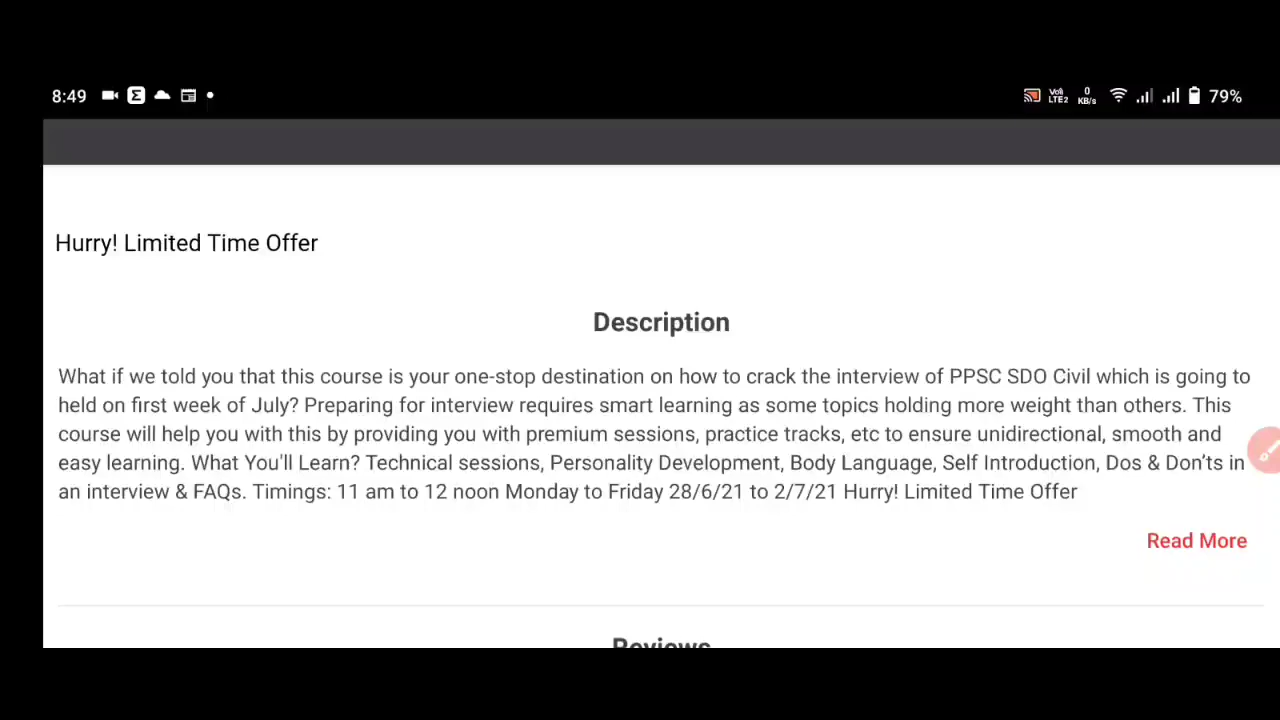 8:49
Vo)) LTE2 0 KB/s 79%
Hurry! Limited Time Offer
Description
What if we told you that this course is your one-stop destination on how to crack the interview of PPSC SDO Civil which is going to
held on first week of July? Preparing for interview requires smart learning as some topics holding more weight than others. This
course will help you with this by providing you with premium sessions, practice tracks, etc to ensure unidirectional, smooth and
easy learning. What You'll Learn? Technical sessions, Personality Development, Body Language, Self Introduction, Dos & Don’ts in
an interview & FAQs. Timings: 11 am to 12 noon Monday to Friday 28/6/21 to 2/7/21 Hurry! Limited Time Offer
Read More
Reviews